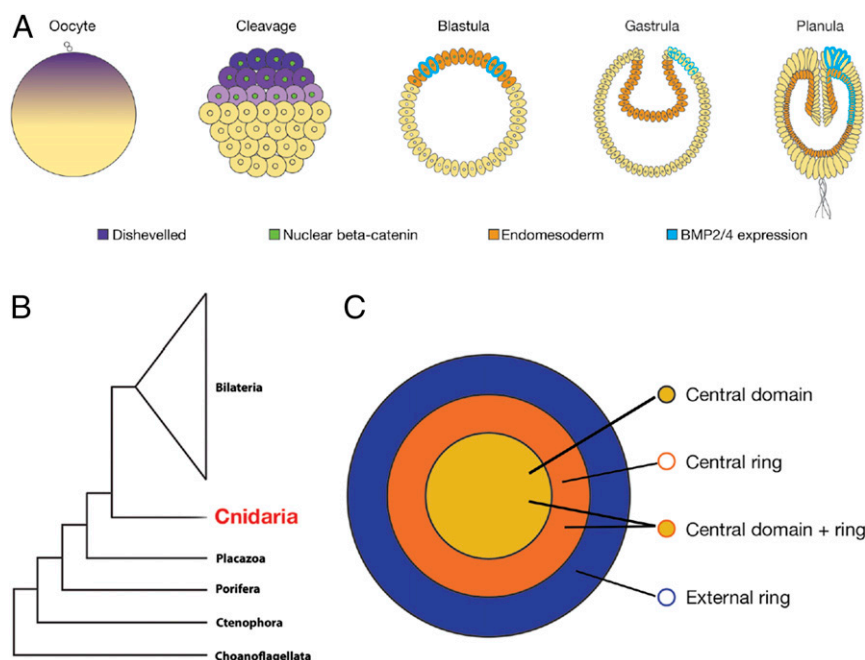 A
Oocyte
Cleavage
Blastula
Gastrula
Planula
Dishevelled
Nuclear beta-catenin
Endomesoderm
BMP2/4 expression
B
Bilateria
Cnidaria
Placazoa
Porifera
Ctenophora
Choanoflagellata
C
Central domain
Central ring
Central domain + ring
External ring